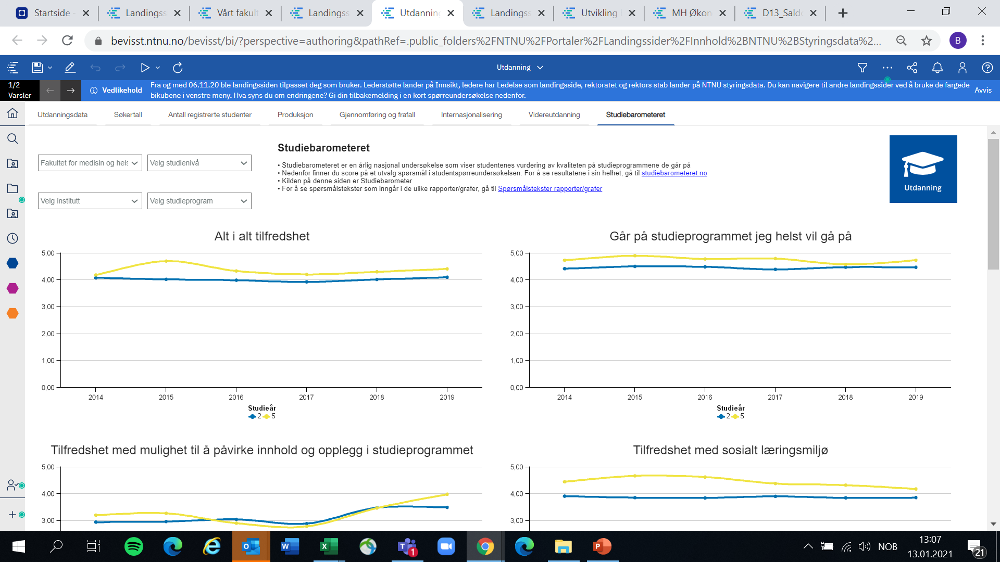 Startside -
Landingss
Vårt fakult
Landingss
Utdanning
Landingss
Utvikling
MH Økon
D13_Saldo
bevisst.ntnu.no/bevisst/bi/?perspective=authoring&pathRef=.public_folders%2FNTNU%2FPortaler%2FLandingssider%2FInnhold%2BNTNU%2BStyringsdata%2...
B
Utdanning
1/2
Varsler
Vedlikehold
Fra og med 06.11.20 ble landingssiden tilpasset deg som bruker. Lederstøtte lander på Innsikt, ledere har Ledelse som landingsside, rektoratet og rektors stab lander på NTNU styringsdata. Du kan navigere til andre landingssider ved å bruke de fargede
bikubene i venstre meny. Hva syns du om endringene? Gi din tilbakemelding i en kort spørreundersøkelse nedenfor.
Avvis
Utdanningsdata
Søkertall
Antall registrerte studenter
Produksjon
Gjennomføring og frafall
Internasjonalisering
Videreutdanning
Studiebarometeret
Fakultet for medisin og hels
Velg studienivå
Velg institutt
Velg studieprogram
Studiebarometeret
• Studiebarometeret er en årlig nasjonal undersøkelse som viser studentenes vurdering av kvaliteten på studieprogrammene de går på
• Nedenfor finner du score på et utvalg spørsmål i studentspørreundersøkelsen. For å se resultatene i sin helhet, gå til studiebarometeret.no
• Kilden på denne siden er Studiebarometer
• For å se spørsmålstekster som inngår i de ulike rapporter/grafer, gå til Spørsmålstekster rapporter/grafer
Utdanning
Alt i alt tilfredshet
5,00
4,00
3,00
2,00
1,00
0,00
2014 2015 2016 2017 2018 2019
Studieår
2 5
Går på studieprogrammet jeg helst vil gå på
5,00
4,00
3,00
2,00
1,00
0,00
2014 2015 2016 2017 2018 2019
Studieår
2 5
Tilfredshet med mulighet til å påvirke innhold og opplegg i studieprogrammet
5,00
4,00
3,00
Tilfredshet med sosialt læringsmiljø
5,00
4,00
3,00
1
NOB
13:07
13.01.2021
21